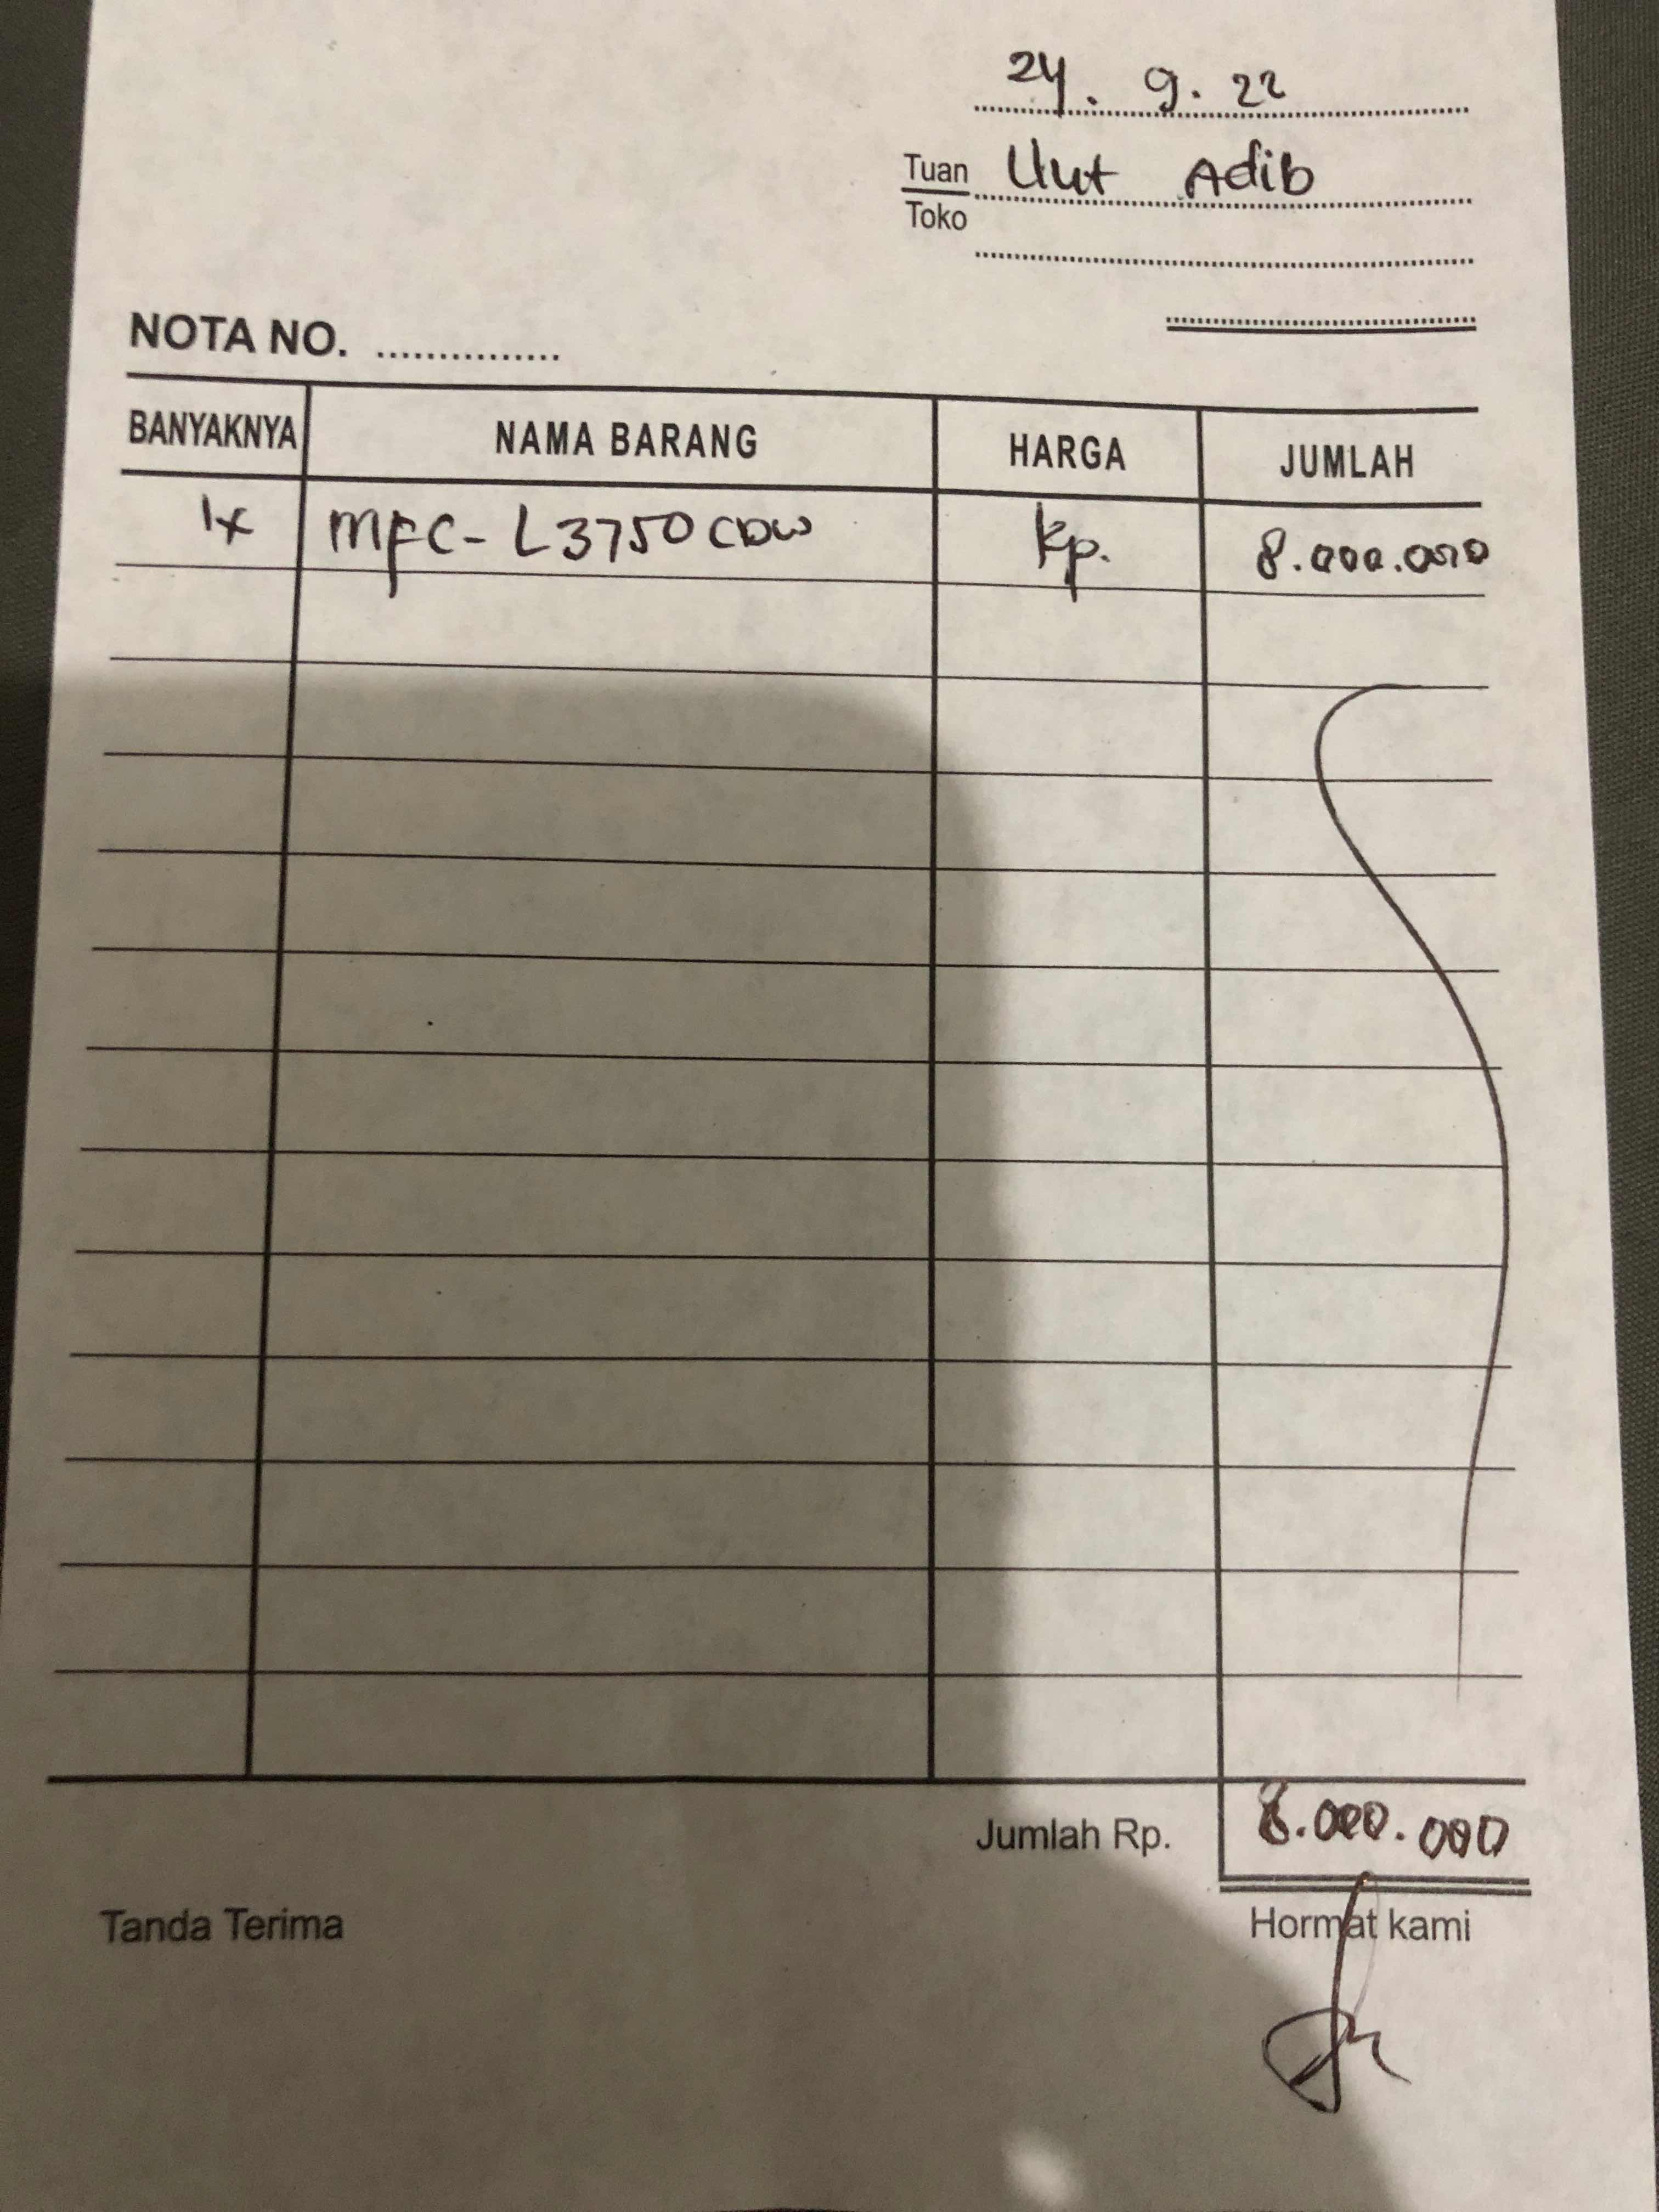 24. 9. 22
Tuan Uut Adib
Toko
NOTA NO. ...............
BANYAKNYA NAMA BARANG HARGA JUMLAH
1x MFC-L3750CDW Rp. 8.000.000
Jumlah Rp. 8.000.000
Tanda Terima Hormat kami